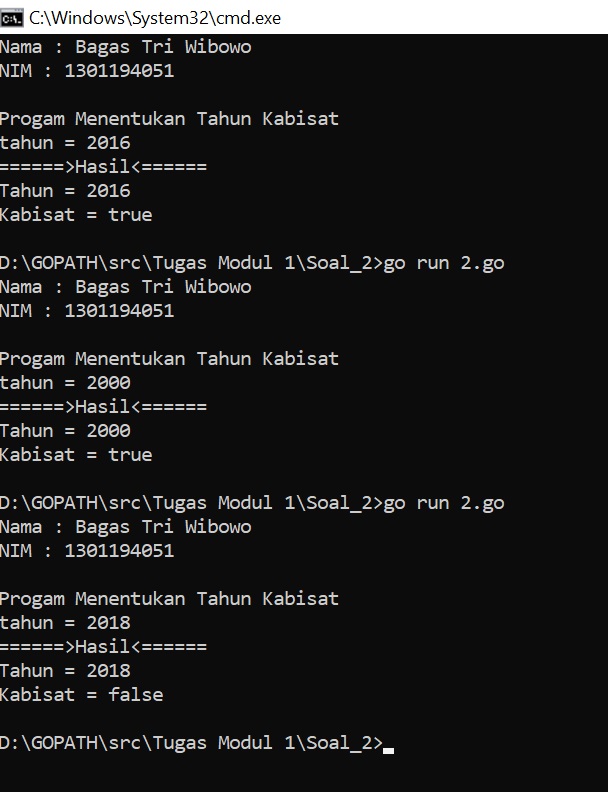 C:\Windows\System32\cmd.exe
Nama : Bagas Tri Wibowo
NIM : 1301194051
Progam Menentukan Tahun Kabisat
tahun = 2016
======>Hasil<======
Tahun = 2016
Kabisat = true
D:\GOPATH\src\Tugas Modul 1\Soal_2>go run 2.go
Nama : Bagas Tri Wibowo
NIM : 1301194051
Progam Menentukan Tahun Kabisat
tahun = 2000
======>Hasil<======
Tahun = 2000
Kabisat = true
D:\GOPATH\src\Tugas Modul 1\Soal_2>go run 2.go
Nama : Bagas Tri Wibowo
NIM : 1301194051
Progam Menentukan Tahun Kabisat
tahun = 2018
======>Hasil<======
Tahun = 2018
Kabisat = false
D:\GOPATH\src\Tugas Modul 1\Soal_2>